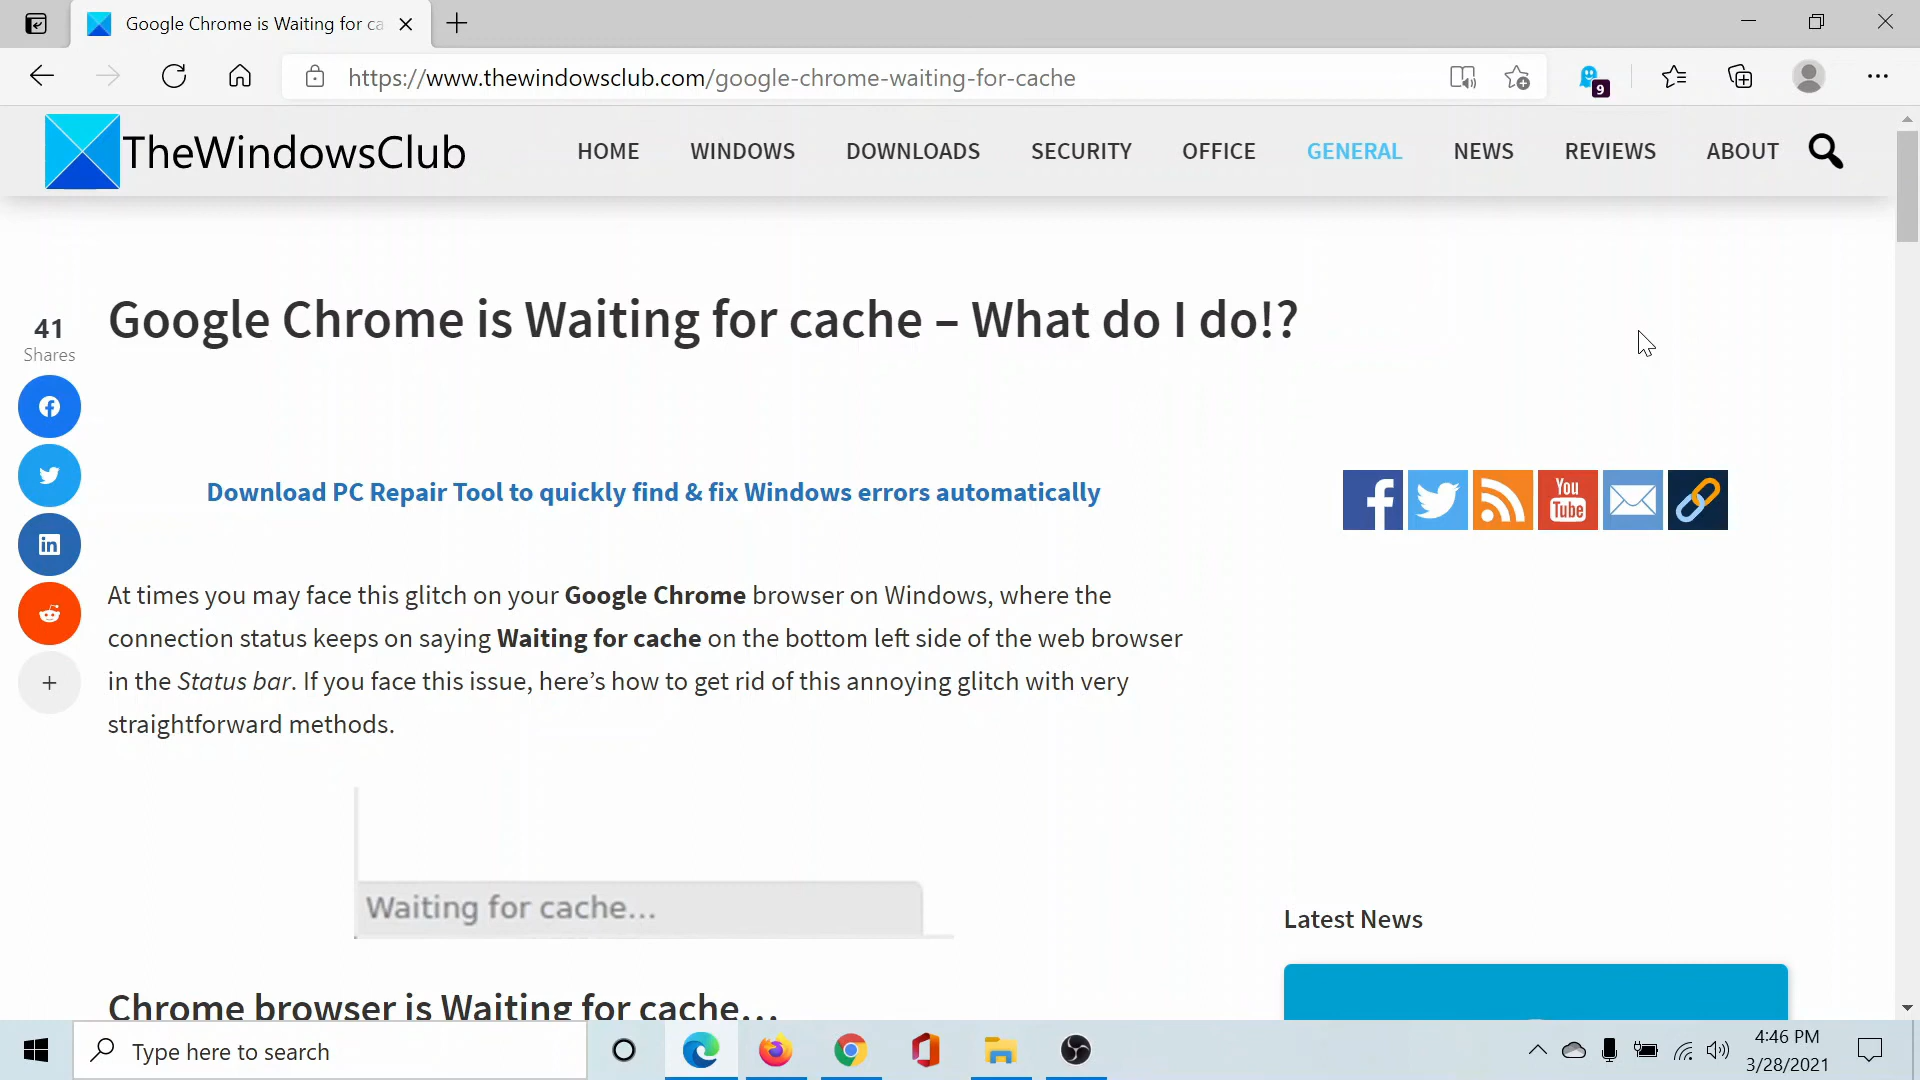 Google Chrome is Waiting for ca
https://www.thewindowsclub.com/google-chrome-waiting-for-cache
9
TheWindowsClub
HOME WINDOWS DOWNLOADS SECURITY OFFICE GENERAL NEWS REVIEWS ABOUT
Google Chrome is Waiting for cache – What do I do!?
41
Shares
Download PC Repair Tool to quickly find & fix Windows errors automatically
You
Tube
At times you may face this glitch on your Google Chrome browser on Windows, where the
connection status keeps on saying Waiting for cache on the bottom left side of the web browser
in the Status bar. If you face this issue, here’s how to get rid of this annoying glitch with very
straightforward methods.
Waiting for cache...
Latest News
Chrome browser is Waiting for cache…
Type here to search
4:46 PM
3/28/2021